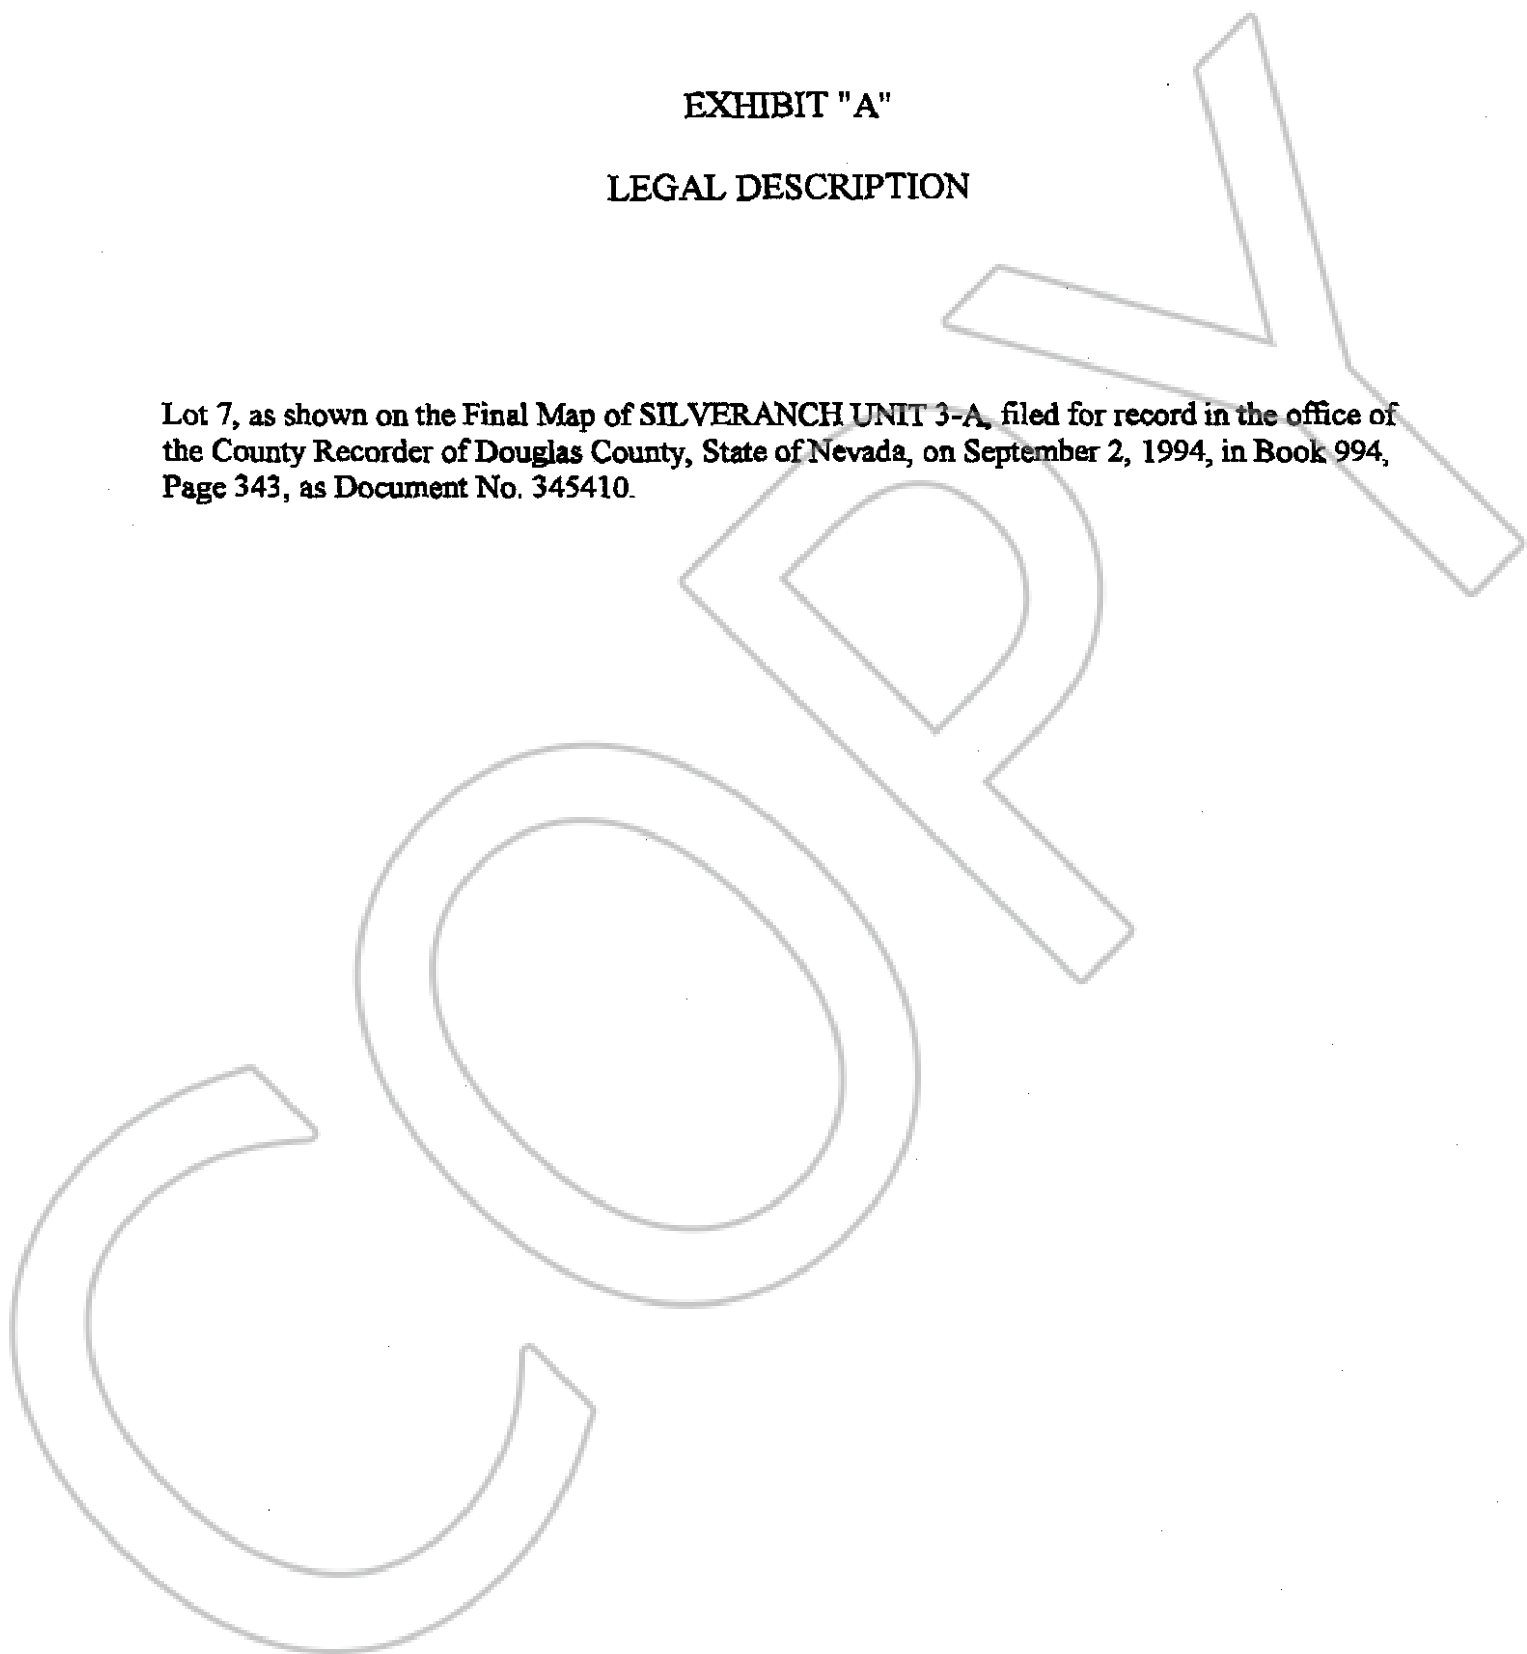 EXHIBIT "A"
LEGAL DESCRIPTION
Lot 7, as shown on the Final Map of SILVERANCH UNIT 3-A, filed for record in the office of
the County Recorder of Douglas County, State of Nevada, on September 2, 1994, in Book 994,
Page 343, as Document No. 345410.
COPY